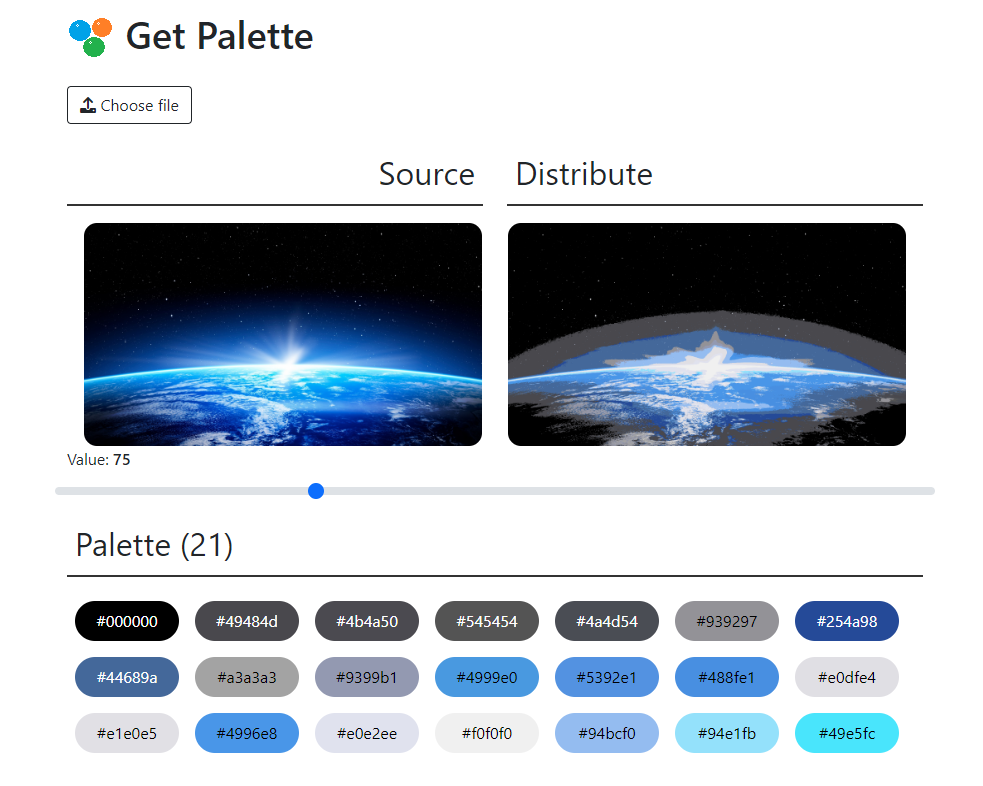 Get Palette
Choose file
Source
Distribute
Value: 75
Palette (21)
#000000 #49484d #4b4a50 #545454 #4a4d54 #939297 #254a98
#44689a #a3a3a3 #9399b1 #4999e0 #5392e1 #488fe1 #e0dfe4
#e1e0e5 #4996e8 #e0e2ee #f0f0f0 #94bcf0 #94e1fb #49e5fc